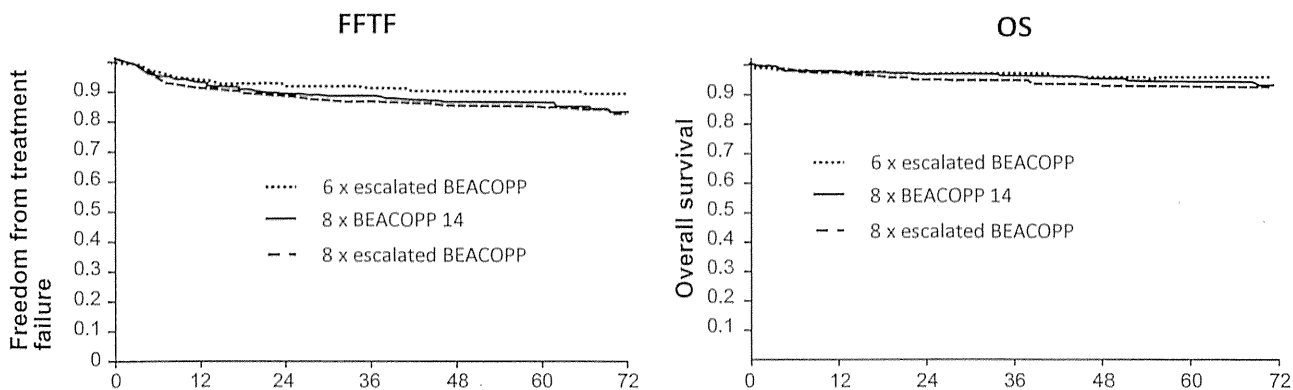 FFTF
Freedom from treatment
failure
0.9
0.8
0.7
0.6
0.5
0.4
0.3
0.2
0.1
0
6 x escalated BEACOPP
8 x BEACOPP 14
8 x escalated BEACOPP
0 12 24 36 48 60 72
OS
Overall survival
0.9
0.8
0.7
0.6
0.5
0.4
0.3
0.2
0.1
6 x escalated BEACOPP
8 x BEACOPP 14
8 x escalated BEACOPP
0 12 24 36 48 60 72